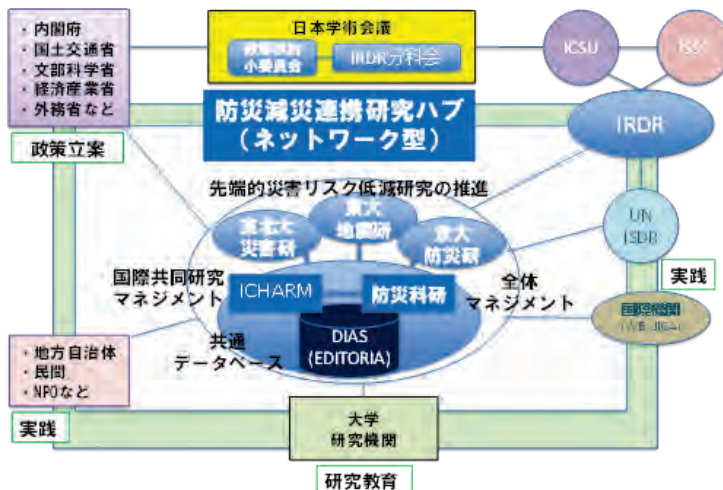 ・内閣府
・国土交通省
・文部科学省
・経済産業省
・外務省など
政策立案
日本学術会議
小委員会
IRDR分科会
ICSU
ISSC
防災減災連携研究ハブ
(ネットワーク型)
IRDR
先端的災害リスク低減研究の推進
東北大
災害研
東大
地震研
防災研
UN
ISDR
国際共同研究
マネジメント
ICHARM
防災科研
全体
マネジメント
実践
国際機関
共通
データベース
DIAS
(EDITORIA)
・地方自治体
・民間
・NPOなど
実践
大学
研究機関
研究教育